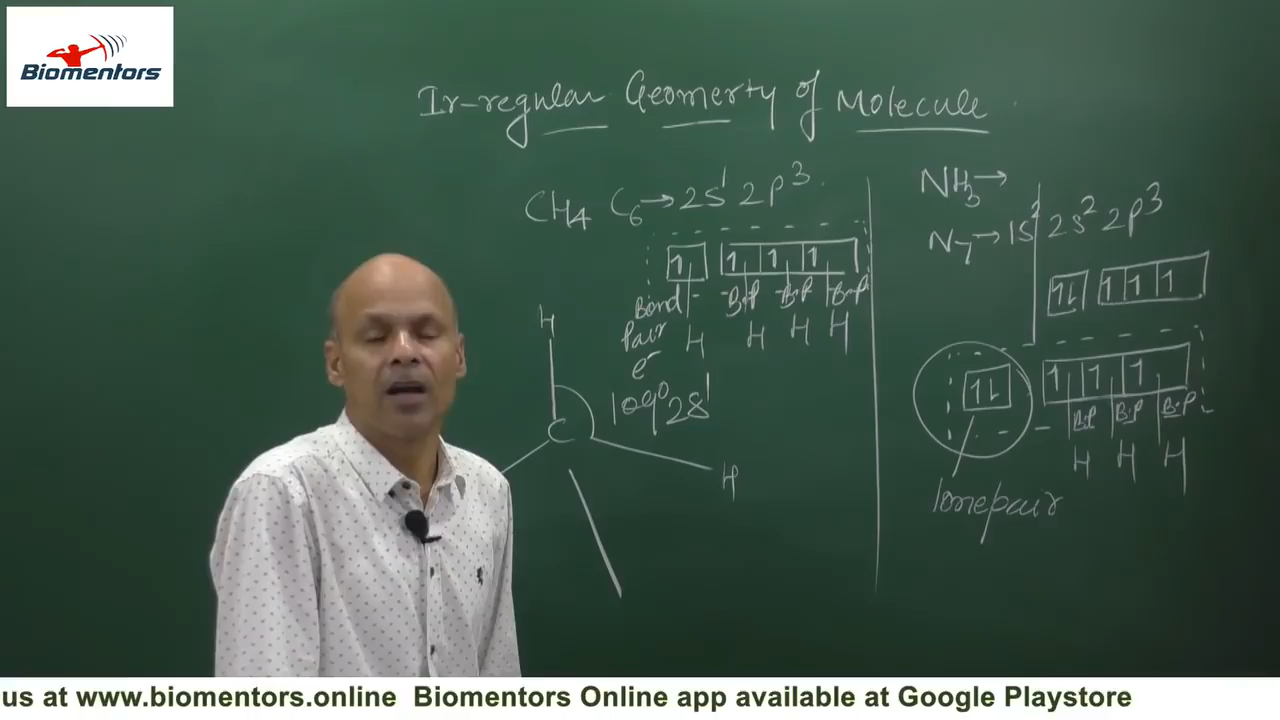 Biomentors
Ir-regular Geomerty of Molecule
CH4 C6→2S¹ 2P³
1 1 1 1
Bond Pair e⁻
B.P B.P B.P
H H H H
109°28'
H
C
H
NH3→
N7→1S² 2S² 2P³
1L 1 1 1
1L 1 1 1
B.P B.P B.P
H H H
lonepair
us at www.biomentors.online Biomentors Online app available at Google Playstore